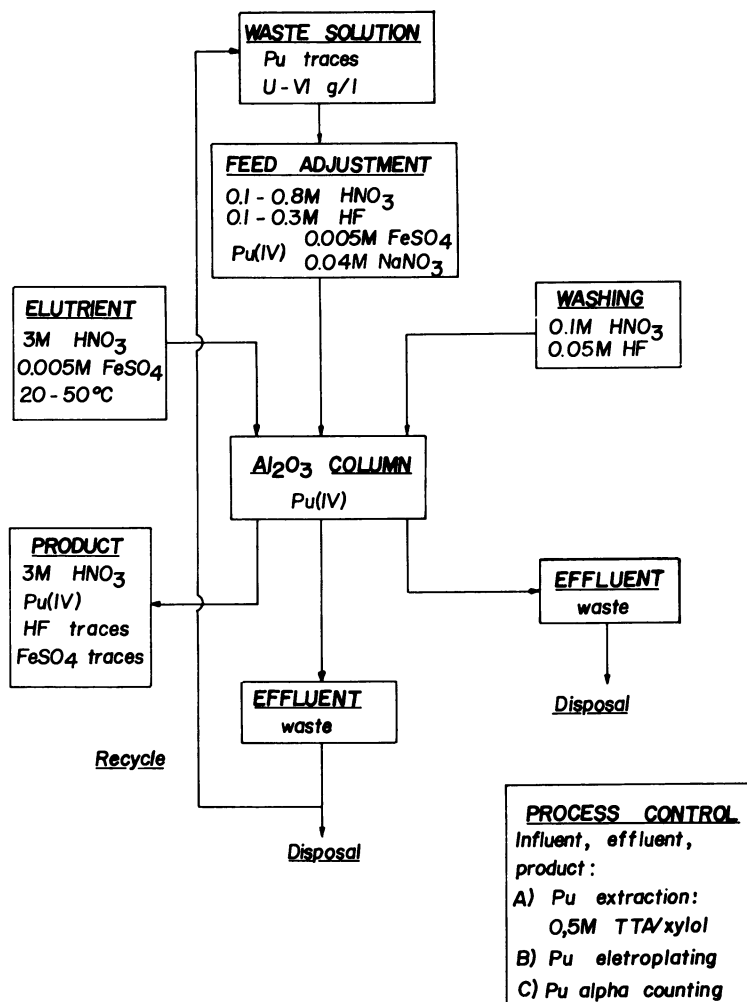 WASTE SOLUTION
Pu traces
U-VI g/l
FEED ADJUSTMENT
0.1-0.8M HNO3
0.1-0.3M HF
Pu(IV) 0.005M FeSO4
0.04M NaNO3
ELUTRIENT
3M HNO3
0.005M FeSO4
20-50°C
WASHING
0.1M HNO3
0.05M HF
Al2O3 COLUMN
Pu(IV)
PRODUCT
3M HNO3
Pu(IV)
HF traces
FeSO4 traces
EFFLUENT
waste
Disposal
EFFLUENT
waste
Recycle
Disposal
PROCESS CONTROL
Influent, effluent,
product:
A) Pu extraction:
0,5M TTA/xylol
B) Pu eletroplating
C) Pu alpha counting